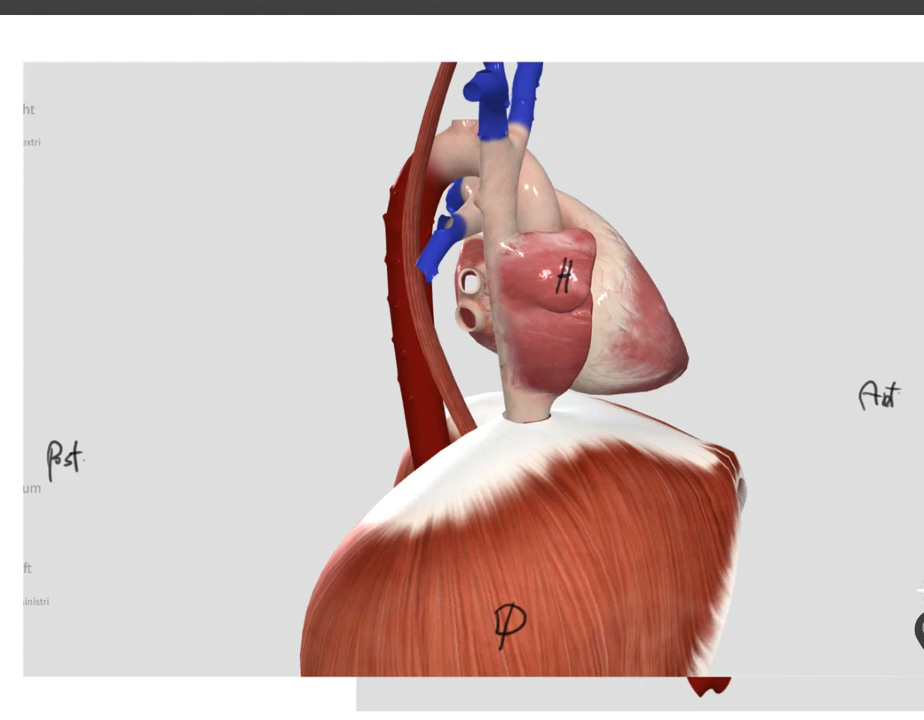 ht
extri
H
Ant.
Post.
um
ft
inistri
φ